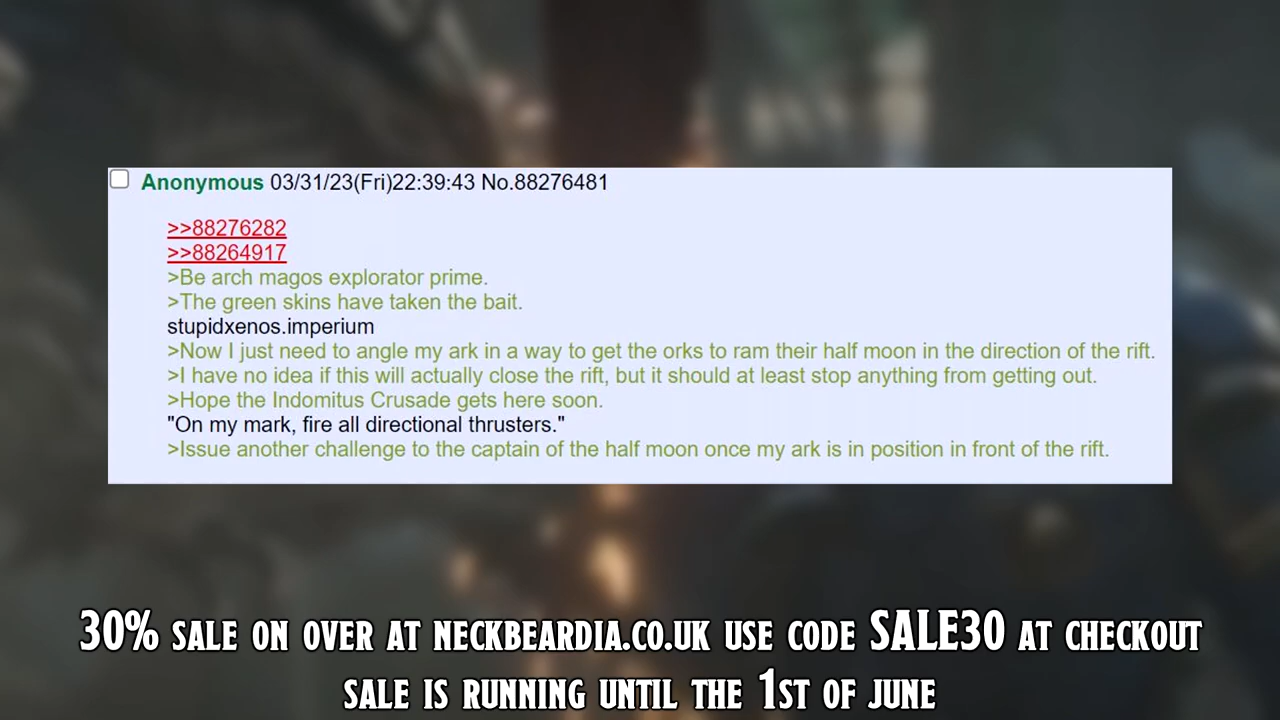 Anonymous 03/31/23(Fri)22:39:43 No.88276481
>>88276282
>>88264917
>Be arch magos explorator prime.
>The green skins have taken the bait.
stupidxenos.imperium
>Now I just need to angle my ark in a way to get the orks to ram their half moon in the direction of the rift.
>I have no idea if this will actually close the rift, but it should at least stop anything from getting out.
>Hope the Indomitus Crusade gets here soon.
"On my mark, fire all directional thrusters."
>Issue another challenge to the captain of the half moon once my ark is in position in front of the rift.
30% SALE ON OVER AT NECKBEARDIA.CO.UK USE CODE SALE30 AT CHECKOUT
SALE IS RUNNING UNTIL THE 1ST OF JUNE